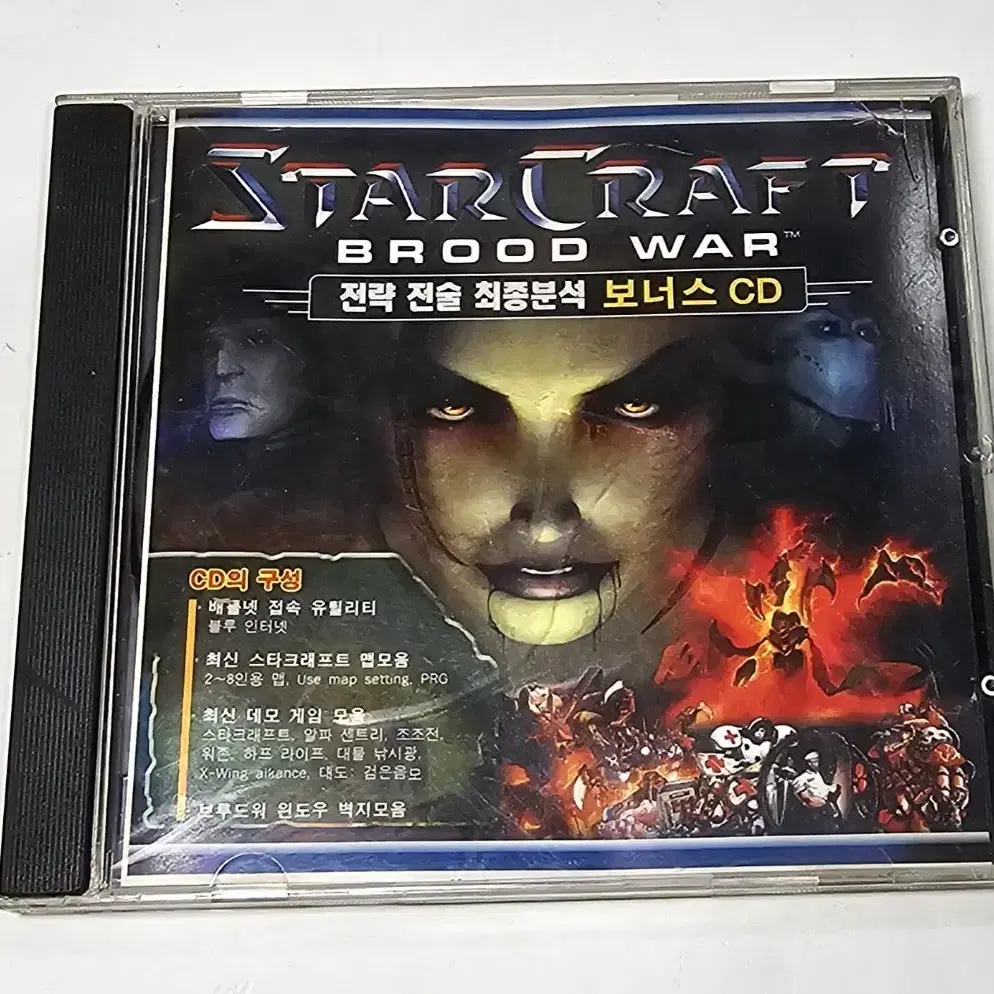 STARCRAFT
BROOD WAR™
전략 전술 최종분석 보너스 CD
CD의 구성
· 배틀넷 접속 유틸리티
블루 인터넷
· 최신 스타크래프트 맵모음
2~8인용 맵, Use map setting, PRG
· 최신 데모 게임 모음
스타크래프트, 알파 센트리, 조조전,
워존, 하프 라이프, 대물 낚시광,
X-Wing alkance, 대도: 검은음모
· 브루드워 윈도우 벽지모음